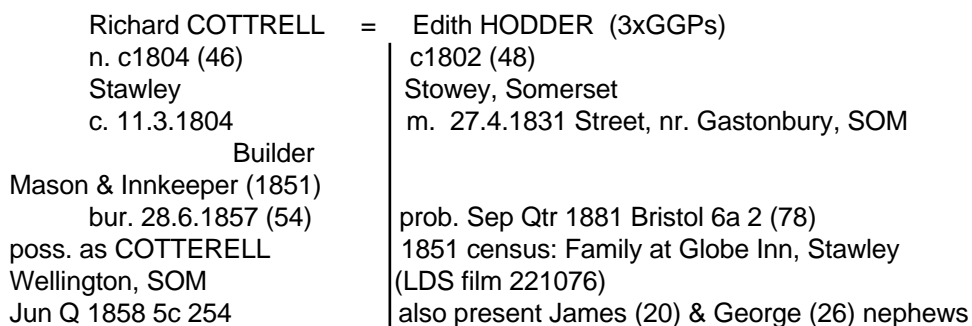 Richard COTTRELL = Edith HODDER (3xGGPs)
n. c1804 (46) c1802 (48)
Stawley Stowey, Somerset
c. 11.3.1804 m. 27.4.1831 Street, nr. Gastonbury, SOM
Builder
Mason & Innkeeper (1851)
bur. 28.6.1857 (54) prob. Sep Qtr 1881 Bristol 6a 2 (78)
poss. as COTTERELL 1851 census: Family at Globe Inn, Stawley
Wellington, SOM (LDS film 221076)
Jun Q 1858 5c 254 also present James (20) & George (26) nephews